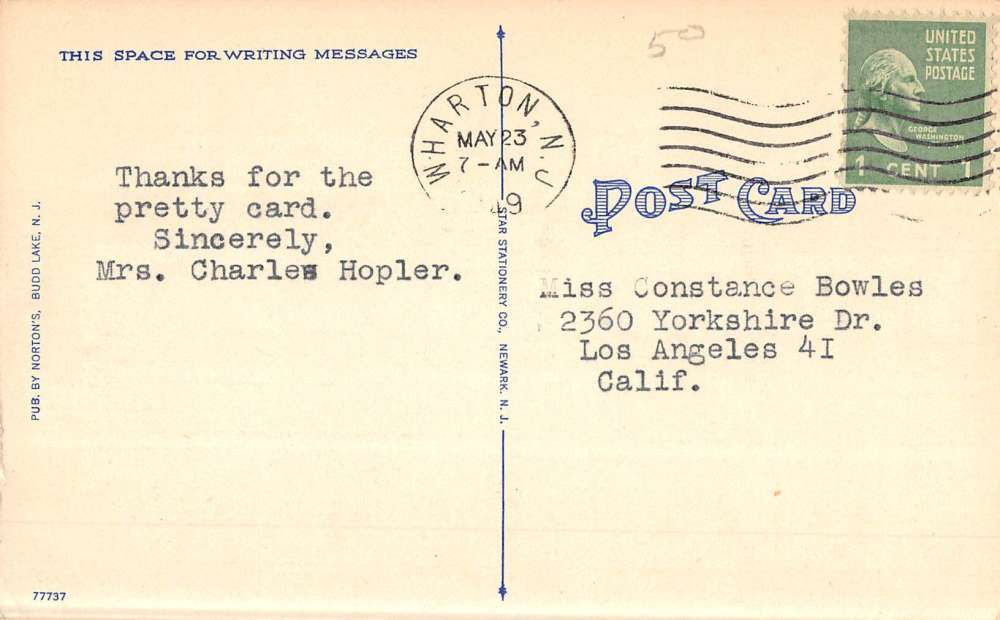 THIS SPACE FOR WRITING MESSAGES
50
UNITED
STATES
POSTAGE
GEORGE
WASHINGTON
1 CENT 1
WHARTON, N.J.
MAY 23
7-AM
49
POST CARD
Thanks for the
pretty card.
Sincerely,
Mrs. Charles Hopler.
Miss Constance Bowles
2360 Yorkshire Dr.
Los Angeles 4I
Calif.
PUB. BY NORTON'S, BUDD LAKE, N. J.
STAR STATIONERY CO., NEWARK, N. J.
77737